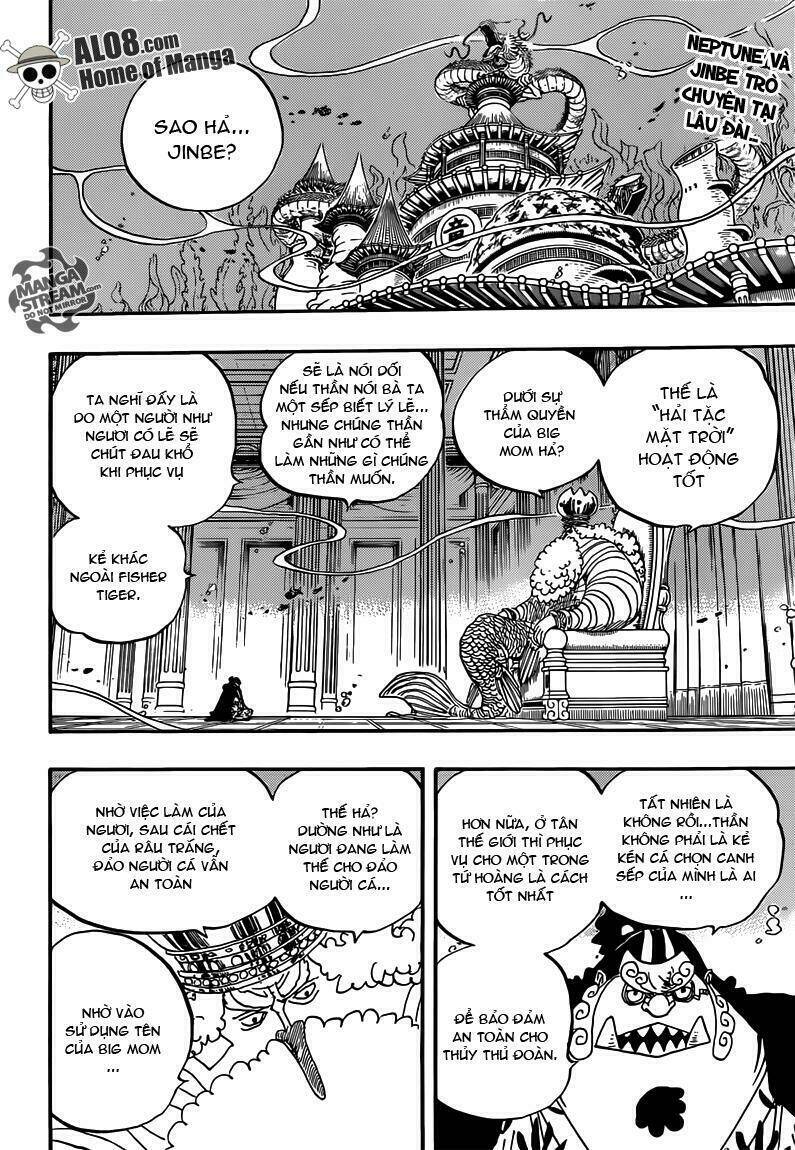 AL08.com
Home of Manga
NEPTUNE VÀ
JINBE TRÒ
CHUYỆN TẠI
LÂU ĐÀI...
SAO HẢ...
JINBE?
MANGA
STREAM.com
DO NOT MIRROR!
THẾ LÀ
“HẢI TẶC
MẶT TRỜI”
HOẠT ĐỘNG
TỐT
DƯỚI SỰ
THẨM QUYỀN
CỦA BIG
MOM HẢ?
SẼ LÀ NÓI DỐI
NẾU THẦN NÓI BÀ TA
MỘT SẾP BIẾT LÝ LẼ...
NHƯNG CHÚNG THẦN
GẦN NHƯ CÓ THỂ
LÀM NHỮNG GÌ CHÚNG
THẦN MUỐN.
TA NGHĨ ĐẤY LÀ
DO MỘT NGƯỜI NHƯ
NGƯƠI CÓ LẼ SẼ
CHÚT ĐAU KHỔ
KHI PHỤC VỤ
KẺ KHÁC
NGOÀI FISHER
TIGER.
TẤT NHIÊN LÀ
KHÔNG RỒI...THẦN
KHÔNG PHẢI LÀ KẺ
KÉN CÁ CHỌN CANH
SẾP CỦA MÌNH LÀ AI
...
HƠN NỮA, Ở TÂN
THẾ GIỚI THÌ PHỤC
VỤ CHO MỘT TRONG
TỨ HOÀNG LÀ CÁCH
TỐT NHẤT
ĐỂ BẢO ĐẢM
AN TOÀN CHO
THỦY THỦ ĐOÀN.
THẾ HẢ?
DƯỜNG NHƯ LÀ
NGƯƠI ĐANG LÀM
THẾ CHO ĐẢO
NGƯỜI CÁ...
NHỜ VIỆC LÀM CỦA
NGƯƠI, SAU CÁI CHẾT
CỦA RÂU TRẮNG,
ĐẢO NGƯỜI CÁ VẪN
AN TOÀN
NHỜ VÀO
SỬ DỤNG TÊN
CỦA BIG MOM
...